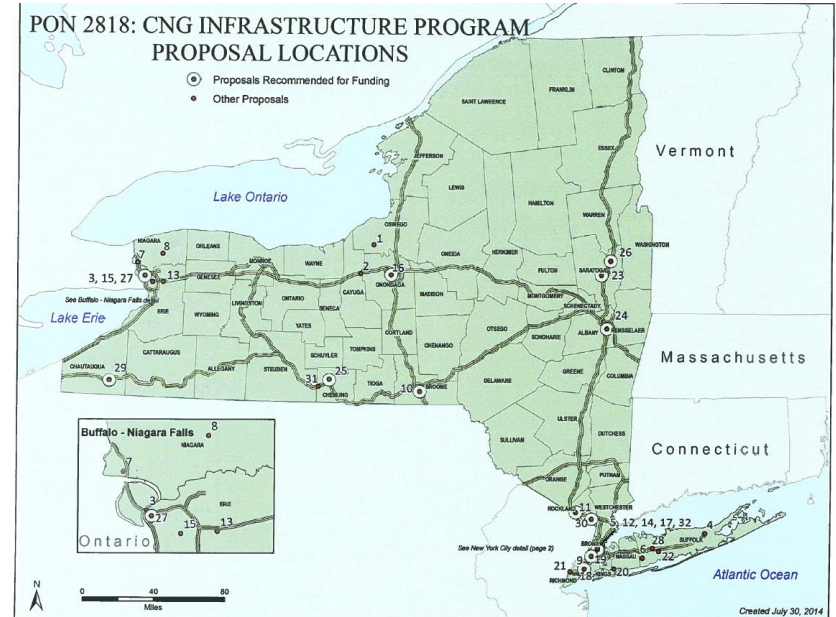 PON 2818: CNG INFRASTRUCTURE PROGRAM
PROPOSAL LOCATIONS
Proposals Recommended for Funding
Other Proposals
CLINTON
FRANKLIN
SAINT LAWRENCE
Vermont
ESSEX
JEFFERSON
LEWIS
HAMILTON
Lake Ontario
WARREN
WASHINGTON
OSWEGO
1
26
NIAGARA
8
ORLEANS
7
MONROE
WAYNE
ONEIDA
HERKIMER
FULTON
SARATOGA
23
3, 15, 27
13
GENESEE
2
16
CAYUGA
ONONDAGA
MADISON
MONTGOMERY
SCHENECTADY
See Buffalo - Niagara Falls detail
ERIE
WYOMING
LIVINGSTON
ONTARIO
SENECA
YATES
CORTLAND
OTSEGO
SCHOHARIE
24
ALBANY
RENSSELAER
Lake Erie
CATTARAUGUS
CHENANGO
TOMPKINS
SCHUYLER
Massachusetts
CHAUTAUQUA
29
ALLEGANY
STEUBEN
25
31
CHEMUNG
TIOGA
10
BROOME
DELAWARE
GREENE
COLUMBIA
ULSTER
DUTCHESS
SULLIVAN
Connecticut
ORANGE
PUTNAM
Buffalo - Niagara Falls
8
NIAGARA
7
3
27
ERIE
15
13
Ontario
ROCKLAND
11
WESTCHESTER
30
5, 12, 14, 17, 32
4
SUFFOLK
BRONX
28
See New York City detail (page 2)
6
22
NASSAU
9
19
21
18
KINGS
20
RICHMOND
Atlantic Ocean
N
0
40
80
Miles
Created July 30, 2014